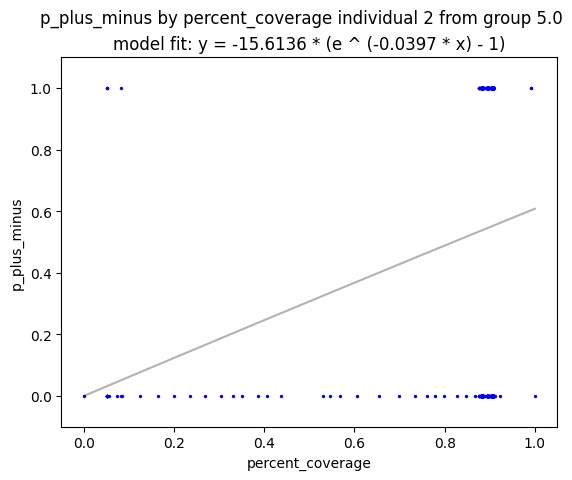 p_plus_minus by percent_coverage individual 2 from group 5.0
model fit: y = -15.6136 * (e ^ (-0.0397 * x) - 1)
1.0
0.8
0.6
0.4
0.2
0.0
p_plus_minus
0.0 0.2 0.4 0.6 0.8 1.0
percent_coverage